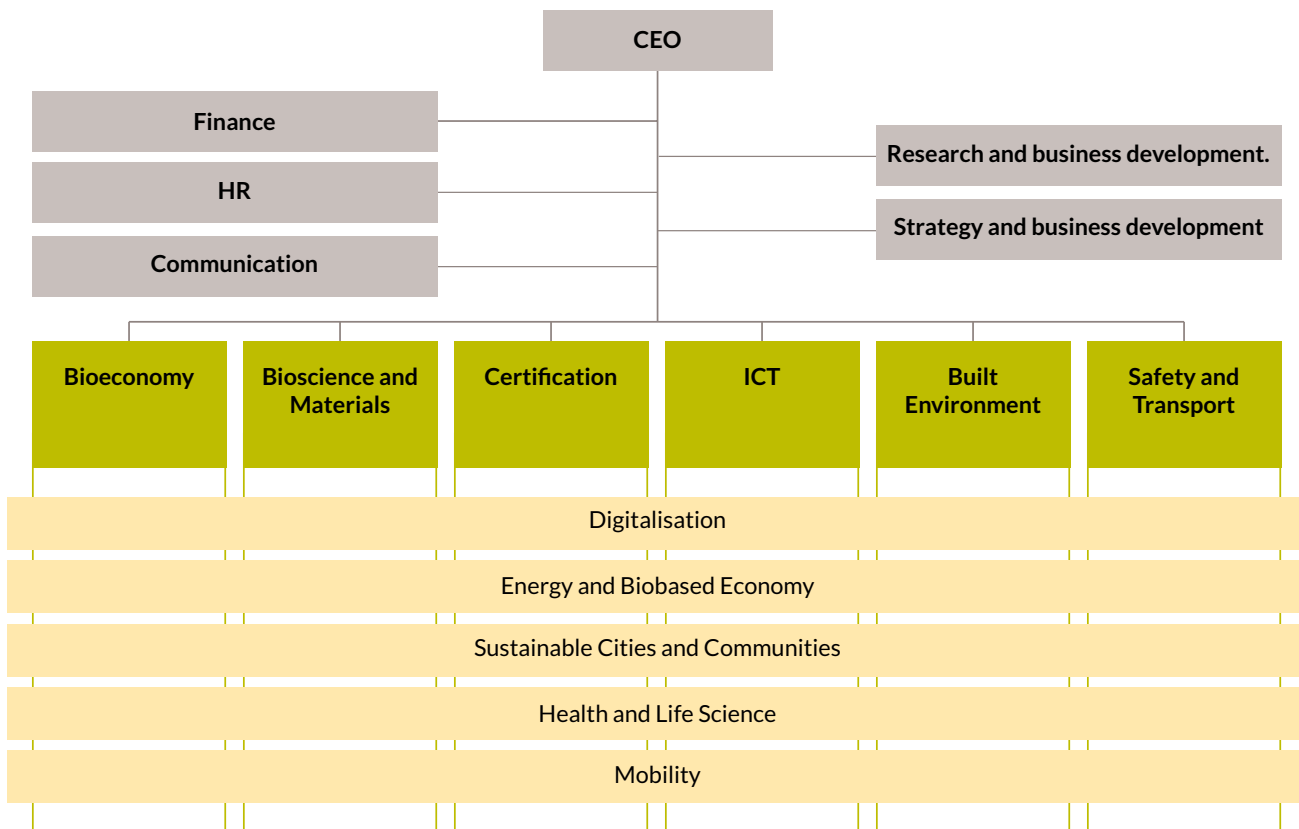 CEO
Finance
HR
Communication
Research and business development.
Strategy and business development
Bioeconomy
Bioscience and
Materials
Certification
ICT
Built
Environment
Safety and
Transport
Digitalisation
Energy and Biobased Economy
Sustainable Cities and Communities
Health and Life Science
Mobility